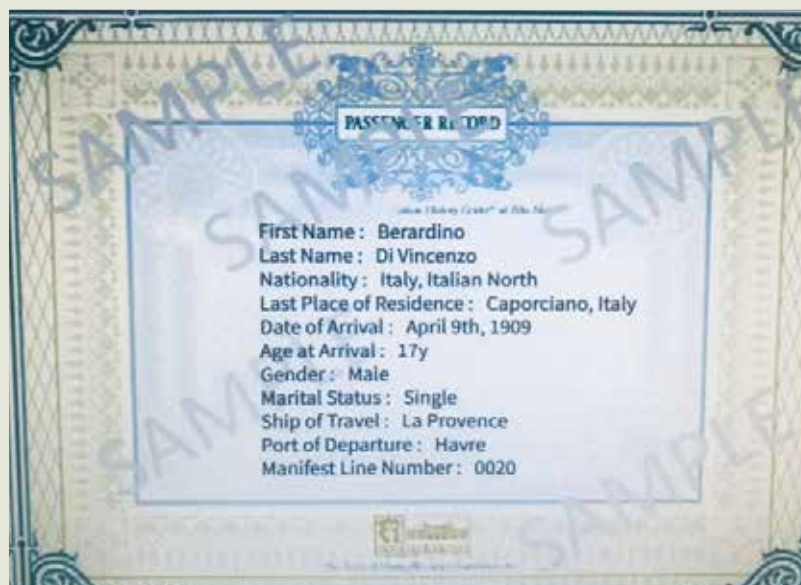 SAMPLE
SAMPLE
SAMPLE
SAMPLE
PASSENGER RECORD
First Name : Berardino
Last Name : Di Vincenzo
Nationality : Italy, Italian North
Last Place of Residence : Caporciano, Italy
Date of Arrival : April 9th, 1909
Age at Arrival : 17y
Gender : Male
Marital Status : Single
Ship of Travel : La Provence
Port of Departure : Havre
Manifest Line Number : 0020
SAMPLE
SAMPLE